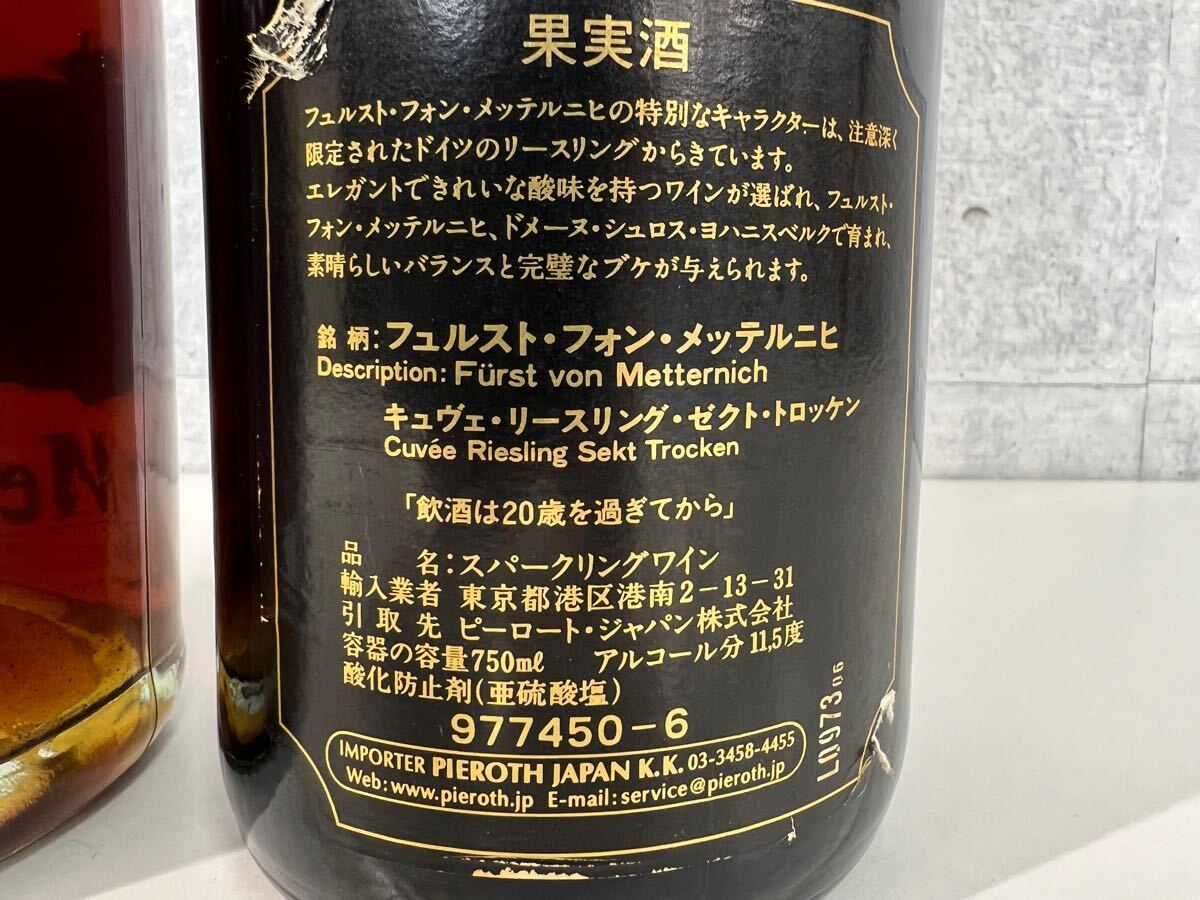 果実酒
フュルスト・フォン・メッテルニヒの特別なキャラクターは、注意深く
限定されたドイツのリースリングからきています。
エレガントできれいな酸味を持つワインが選ばれ、フュルスト・
フォン・メッテルニヒ、ドメーヌ・シュロス・ヨハニスベルクで育まれ、
素晴らしいバランスと完璧なブケが与えられます。
銘柄:フュルスト・フォン・メッテルニヒ
Description: Fürst von Metternich
キュヴェ・リースリング・ゼクト・トロッケン
Cuvée Riesling Sekt Trocken
「飲酒は20歳を過ぎてから」
品名:スパークリングワイン
輸入業者 東京都港区港南2-13-31
引取先 ピーロート・ジャパン株式会社
容器の容量750mℓ アルコール分11,5度
酸化防止剤(亜硫酸塩)
977450-6
IMPORTER PIEROTH JAPAN K.K. 03-3458-4455
Web:www.pieroth.jp E-mail:service@pieroth.jp
L0973 06
Me